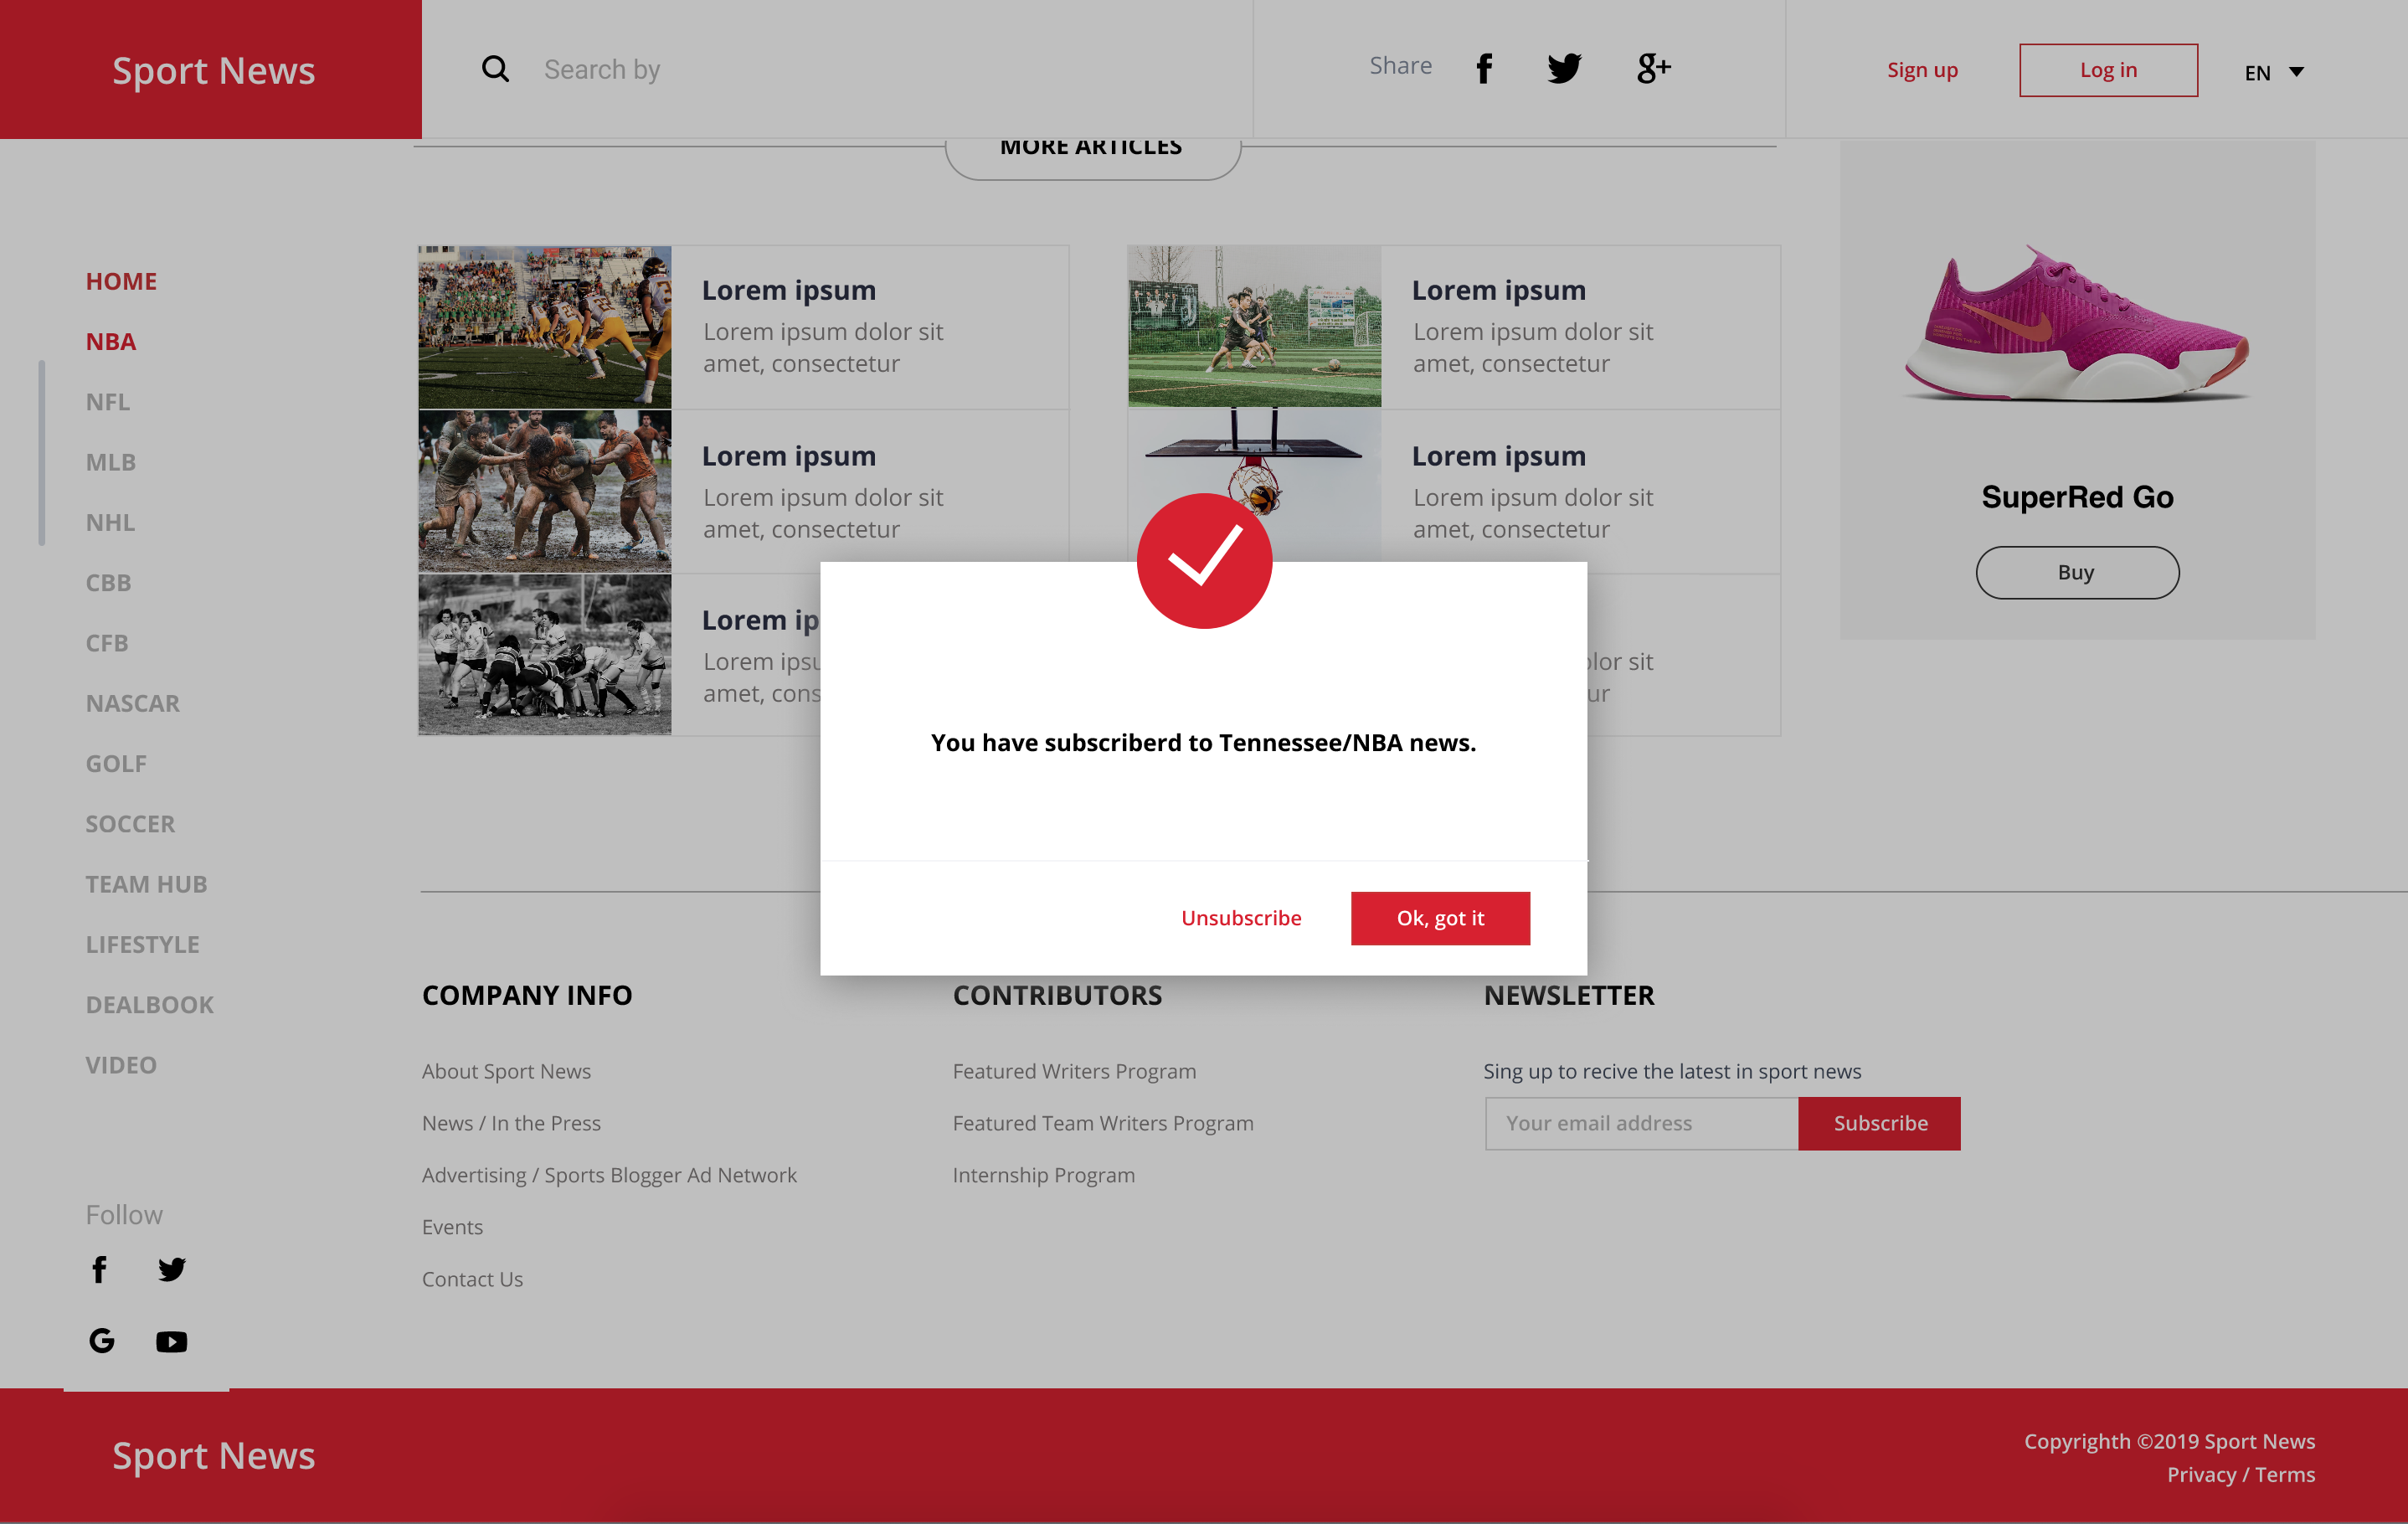 Sport News
Search by
Share
Sign up
Log in
EN
MORE ARTICLES
HOME
NBA
NFL
MLB
NHL
CBB
CFB
NASCAR
GOLF
SOCCER
TEAM HUB
LIFESTYLE
DEALBOOK
VIDEO
Follow
Lorem ipsum
Lorem ipsum dolor sit
amet, consectetur
Lorem ipsum
Lorem ipsum dolor sit
amet, consectetur
Lorem ip
Lorem ipsu
amet, cons
Lorem ipsum
Lorem ipsum dolor sit
amet, consectetur
Lorem ipsum
Lorem ipsum dolor sit
amet, consectetur
olor sit
ur
SuperRed Go
Buy
You have subscriberd to Tennessee/NBA news.
Unsubscribe
Ok, got it
COMPANY INFO
About Sport News
News / In the Press
Advertising / Sports Blogger Ad Network
Events
Contact Us
CONTRIBUTORS
Featured Writers Program
Featured Team Writers Program
Internship Program
NEWSLETTER
Sing up to recive the latest in sport news
Your email address
Subscribe
Sport News
Copyrighth ©2019 Sport News
Privacy / Terms